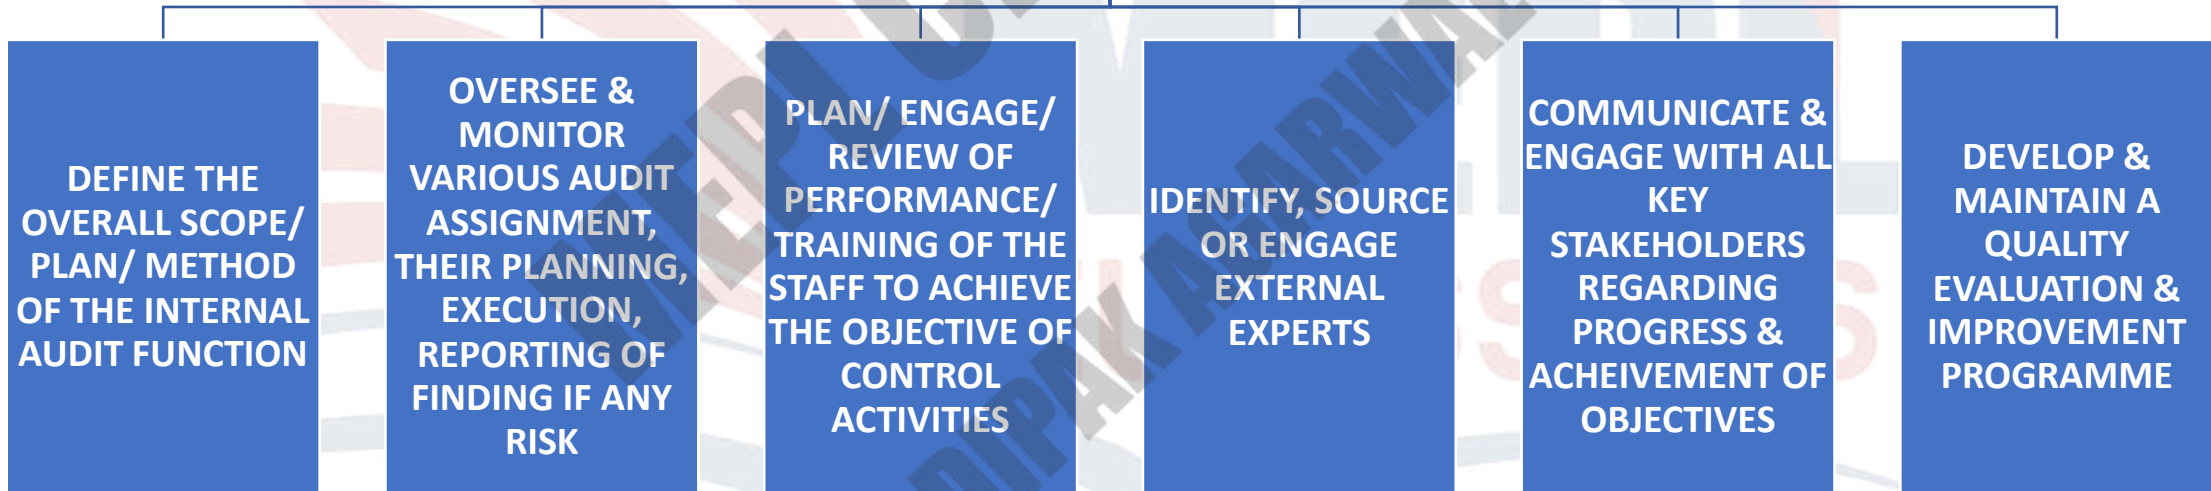 DEFINE THE
OVERALL SCOPE/
PLAN/ METHOD
OF THE INTERNAL
AUDIT FUNCTION
OVERSEE &
MONITOR
VARIOUS AUDIT
ASSIGNMENT,
THEIR PLANNING,
EXECUTION,
REPORTING OF
FINDING IF ANY
RISK
PLAN/ ENGAGE/
REVIEW OF
PERFORMANCE/
TRAINING OF THE
STAFF TO ACHIEVE
THE OBJECTIVE OF
CONTROL
ACTIVITIES
IDENTIFY, SOURCE
OR ENGAGE
EXTERNAL
EXPERTS
COMMUNICATE &
ENGAGE WITH ALL
KEY
STAKEHOLDERS
REGARDING
PROGRESS &
ACHEIVEMENT OF
OBJECTIVES
DEVELOP &
MAINTAIN A
QUALITY
EVALUATION &
IMPROVEMENT
PROGRAMME
MEPL
DIPAK AGARWAL